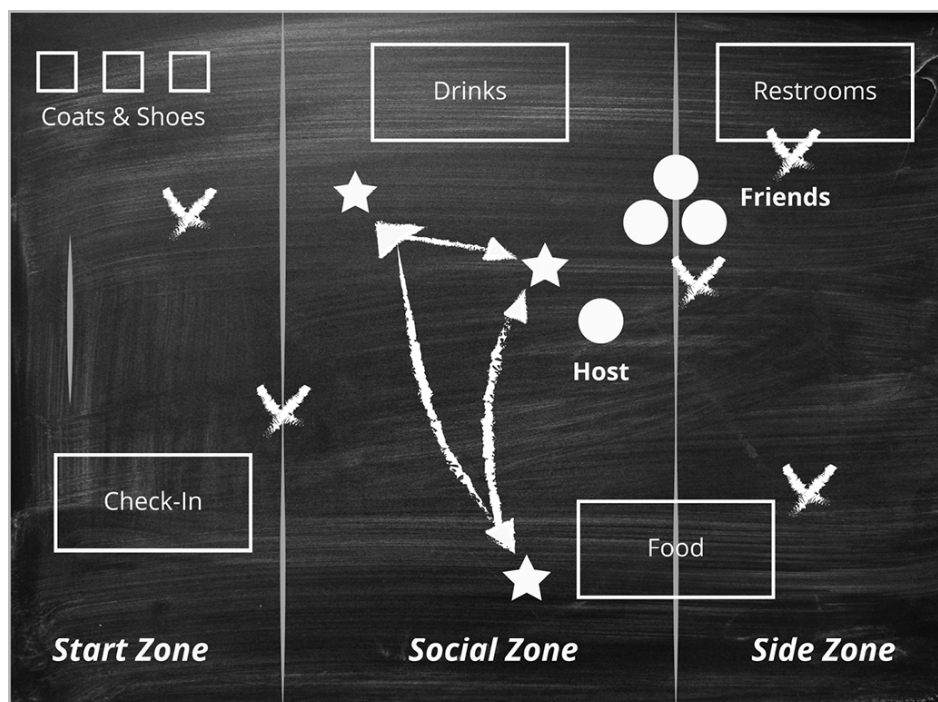 Drinks
Restrooms
Coats & Shoes
Friends
Host
Check-In
Food
Start Zone
Social Zone
Side Zone